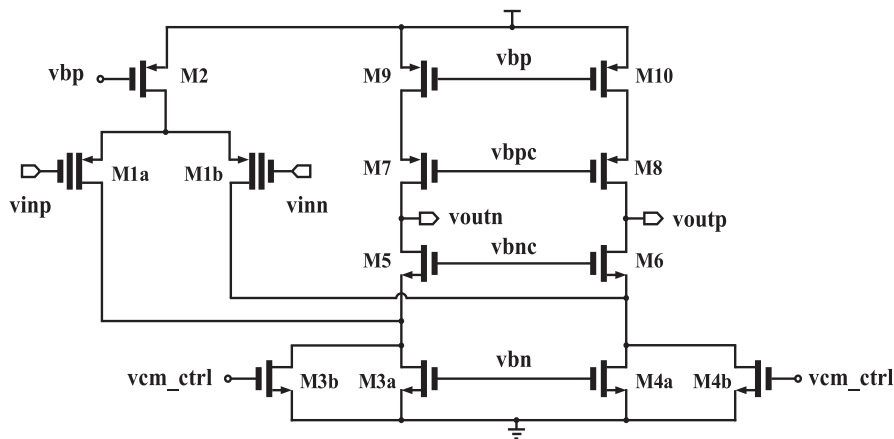 vbp
M2
M9
vbp
M10
M1a
M1b
M7
vbpc
M8
vinp
vinn
voutn
voutp
M5
vbnc
M6
vcm_ctrl
M3b
M3a
vbn
M4a
M4b
vcm_ctrl